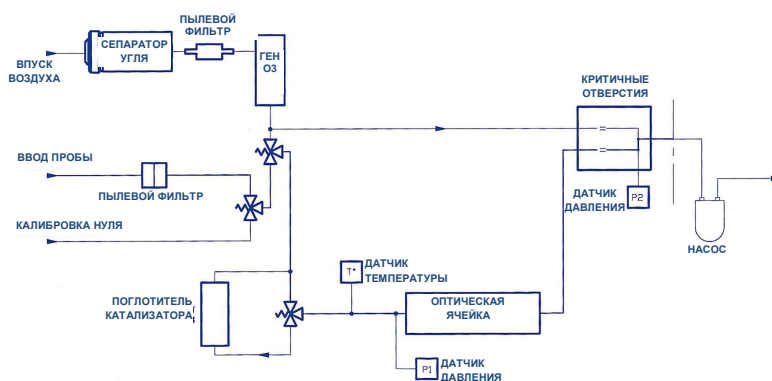 ПЫЛЕВОЙ
ФИЛЬТР
СЕПАРАТОР
УГЛЯ
ВПУСК
ВОЗДУХА
ГЕН
ОЗ
КРИТИЧНЫЕ
ОТВЕРСТИЯ
ВВОД ПРОБЫ
ПЫЛЕВОЙ ФИЛЬТР
ДАТЧИК
ДАВЛЕНИЯ
P2
КАЛИБРОВКА НУЛЯ
НАСОС
T°
ДАТЧИК
ТЕМПЕРАТУРЫ
ПОГЛОТИТЕЛЬ
КАТАЛИЗАТОРА
ОПТИЧЕСКАЯ
ЯЧЕЙКА
P1
ДАТЧИК
ДАВЛЕНИЯ